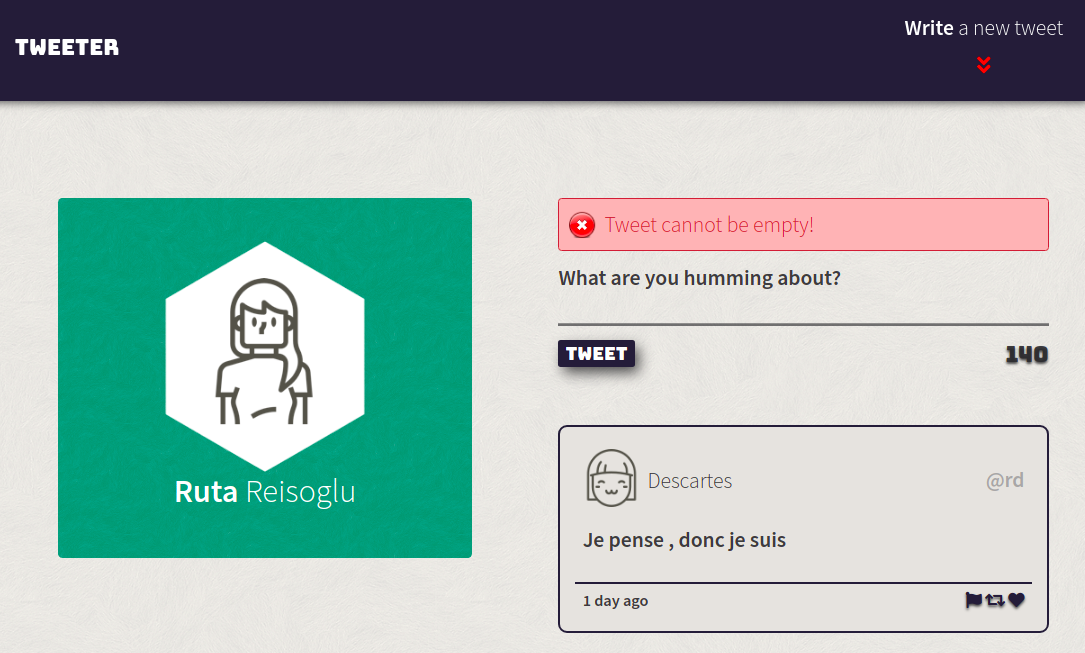 TWEETER
Write a new tweet
Tweet cannot be empty!
What are you humming about?
TWEET
140
Ruta Reisoglu
Descartes
@rd
Je pense , donc je suis
1 day ago